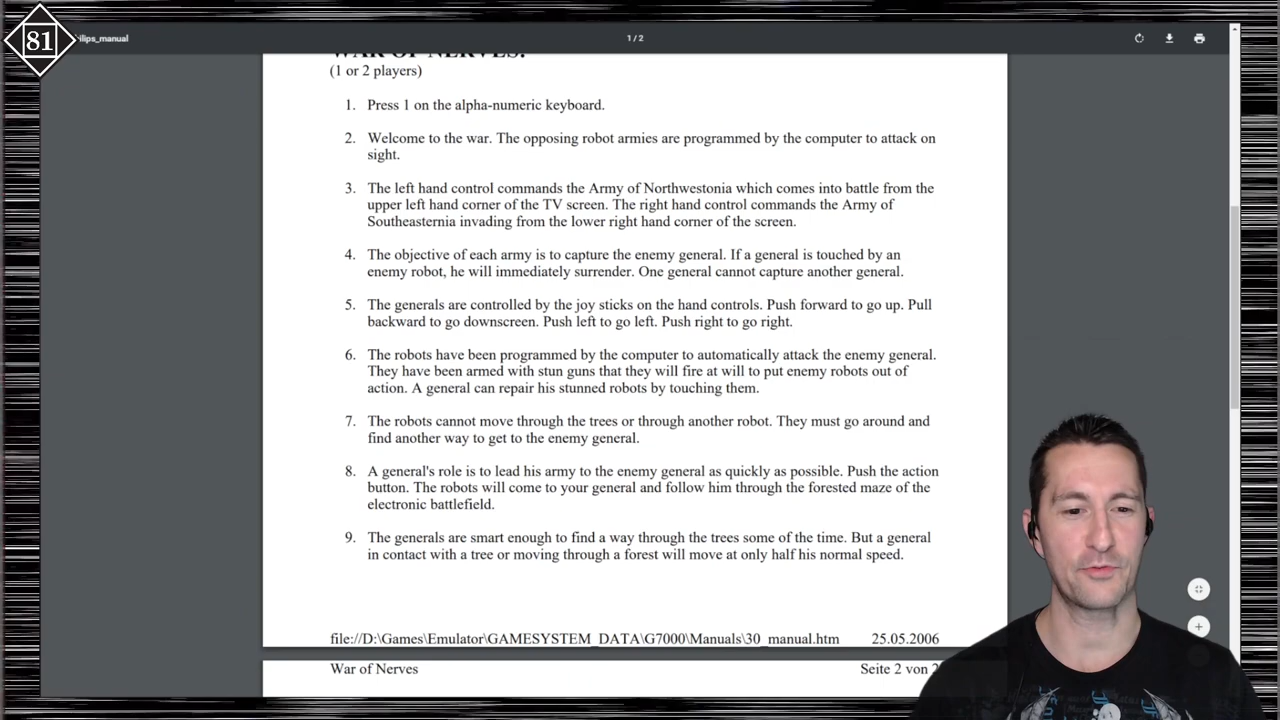 81
ilips_manual
1 / 2
WAR OF NERVES!
(1 or 2 players)
1. Press 1 on the alpha-numeric keyboard.
2. Welcome to the war. The opposing robot armies are programmed by the computer to attack on
sight.
3. The left hand control commands the Army of Northwestonia which comes into battle from the
upper left hand corner of the TV screen. The right hand control commands the Army of
Southeasternia invading from the lower right hand corner of the screen.
4. The objective of each army is to capture the enemy general. If a general is touched by an
enemy robot, he will immediately surrender. One general cannot capture another general.
5. The generals are controlled by the joy sticks on the hand controls. Push forward to go up. Pull
backward to go downscreen. Push left to go left. Push right to go right.
6. The robots have been programmed by the computer to automatically attack the enemy general.
They have been armed with stun guns that they will fire at will to put enemy robots out of
action. A general can repair his stunned robots by touching them.
7. The robots cannot move through the trees or through another robot. They must go around and
find another way to get to the enemy general.
8. A general's role is to lead his army to the enemy general as quickly as possible. Push the action
button. The robots will come to your general and follow him through the forested maze of the
electronic battlefield.
9. The generals are smart enough to find a way through the trees some of the time. But a general
in contact with a tree or moving through a forest will move at only half his normal speed.
file://D:\Games\Emulator\GAMESYSTEM_DATA\G7000\Manuals\30_manual.htm 25.05.2006
War of Nerves Seite 2 von 2